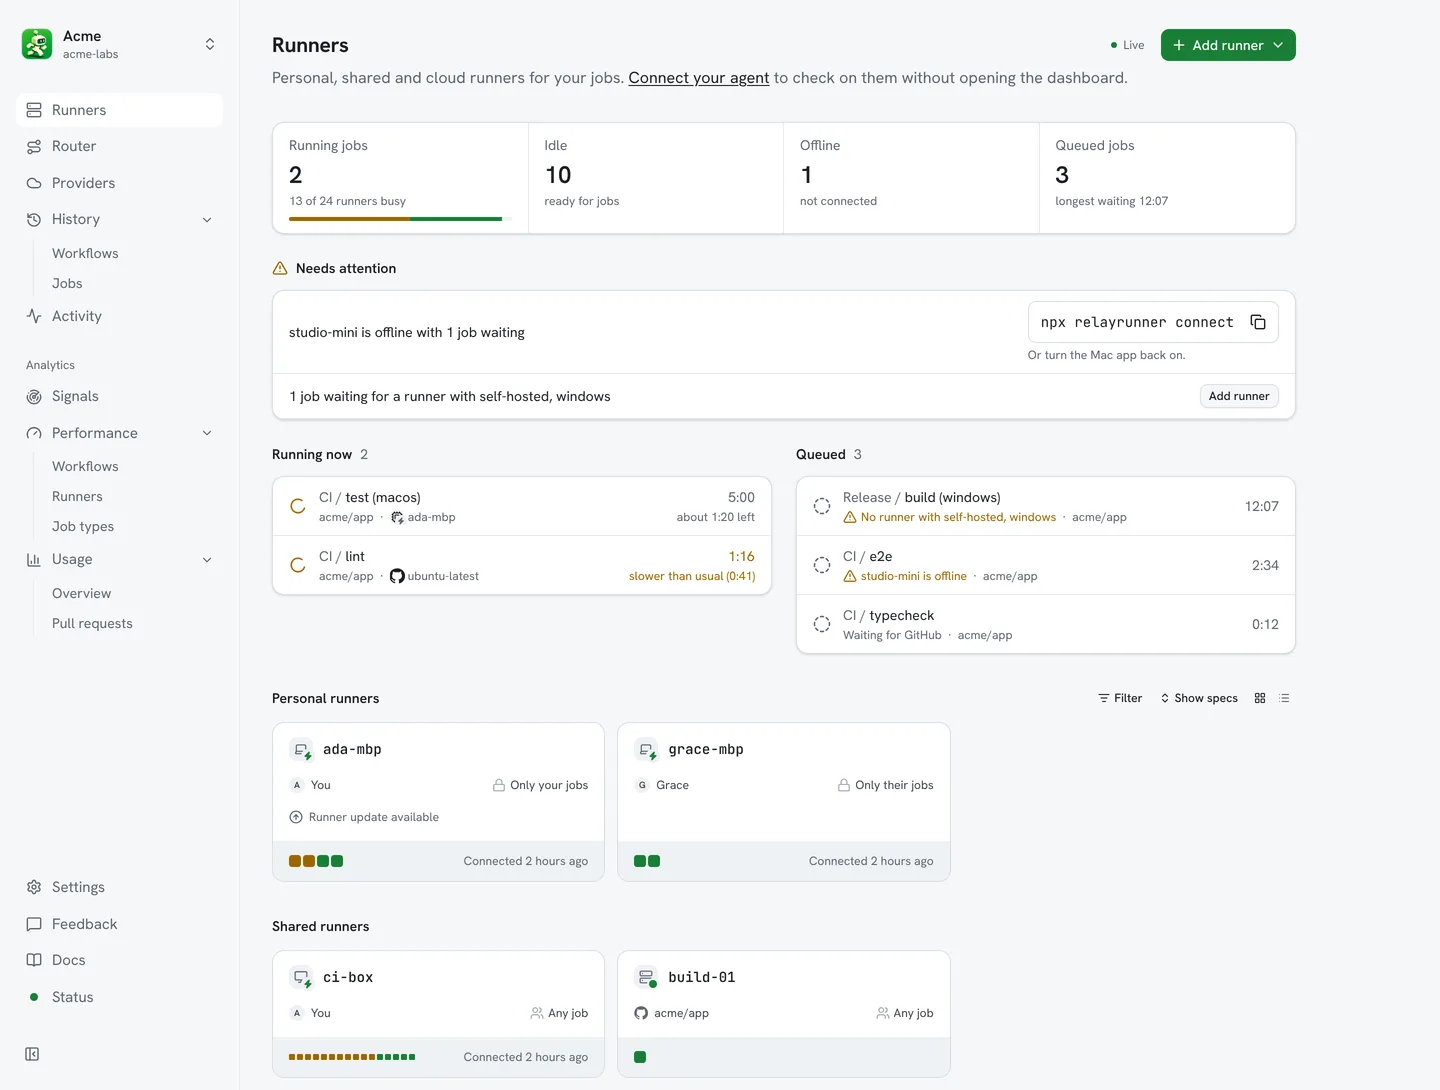 Acme
acme-labs
Runners
Router
Providers
History
Workflows
Jobs
Activity
Analytics
Signals
Performance
Workflows
Runners
Job types
Usage
Overview
Pull requests
Settings
Feedback
Docs
Status
Runners
Live
Add runner
Personal, shared and cloud runners for your jobs. Connect your agent to check on them without opening the dashboard.
Running jobs
2
13 of 24 runners busy
Idle
10
ready for jobs
Offline
1
not connected
Queued jobs
3
longest waiting 12:07
Needs attention
studio-mini is offline with 1 job waiting
npx relayrunner connect
Or turn the Mac app back on.
1 job waiting for a runner with self-hosted, windows
Add runner
Running now 2
CI / test (macos)
5:00
acme/app · ada-mbp
about 1:20 left
CI / lint
1:16
acme/app · ubuntu-latest
slower than usual (0:41)
Queued 3
Release / build (windows)
12:07
No runner with self-hosted, windows · acme/app
CI / e2e
2:34
studio-mini is offline · acme/app
CI / typecheck
0:12
Waiting for GitHub · acme/app
Personal runners
Filter
Show specs
ada-mbp
A You
Only your jobs
Runner update available
Connected 2 hours ago
grace-mbp
G Grace
Only their jobs
Connected 2 hours ago
Shared runners
ci-box
A You
Any job
Connected 2 hours ago
build-01
acme/app
Any job